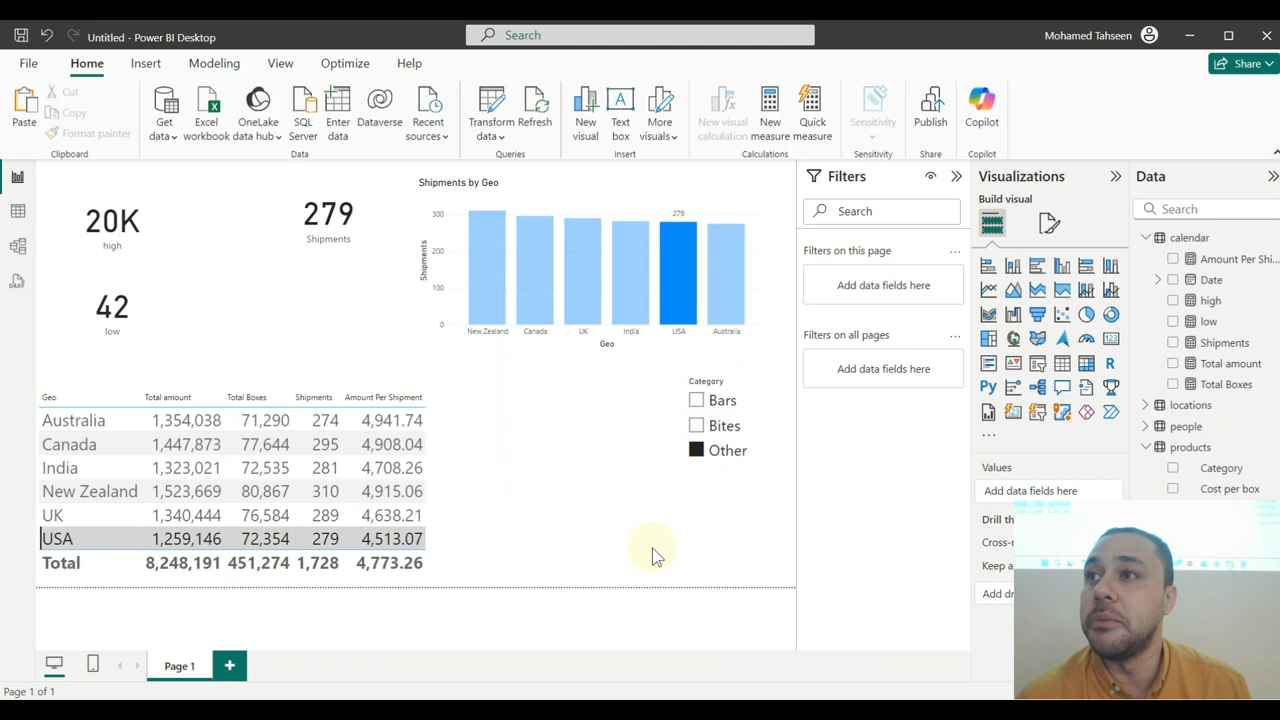 Untitled - Power BI Desktop
Search
Mohamed Tahseen
File Home Insert Modeling View Optimize Help
Share
Paste
Cut
Copy
Format painter
Get data
Excel workbook
OneLake data hub
SQL Server
Enter data
Dataverse
Recent sources
Transform data
Refresh
New visual
Text box
More visuals
New visual calculation
New measure
Quick measure
Sensitivity
Publish
Copilot
Clipboard
Data
Queries
Insert
Calculations
Sensitivity
Share
Copilot
20K
high
279
Shipments
42
low
Shipments by Geo
Shipments
300
200
100
0
279
New Zealand Canada UK India USA Australia
Geo
Geo Total amount Total Boxes Shipments Amount Per Shipment
Australia 1,354,038 71,290 274 4,941.74
Canada 1,447,873 77,644 295 4,908.04
India 1,323,021 72,535 281 4,708.26
New Zealand 1,523,669 80,867 310 4,915.06
UK 1,340,444 76,584 289 4,638.21
USA 1,259,146 72,354 279 4,513.07
Total 8,248,191 451,274 1,728 4,773.26
Category
Bars
Bites
Other
Filters
Search
Filters on this page
...
Add data fields here
Filters on all pages
...
Add data fields here
Visualizations
Build visual
R
Py
123
...
Values
Add data fields here
Drill th
Cross-r
Keep a
Add dr
Data
Search
calendar
Amount Per Shi...
Date
high
low
Shipments
Total amount
Total Boxes
locations
people
products
Category
Cost per box
Page 1
Page 1 of 1